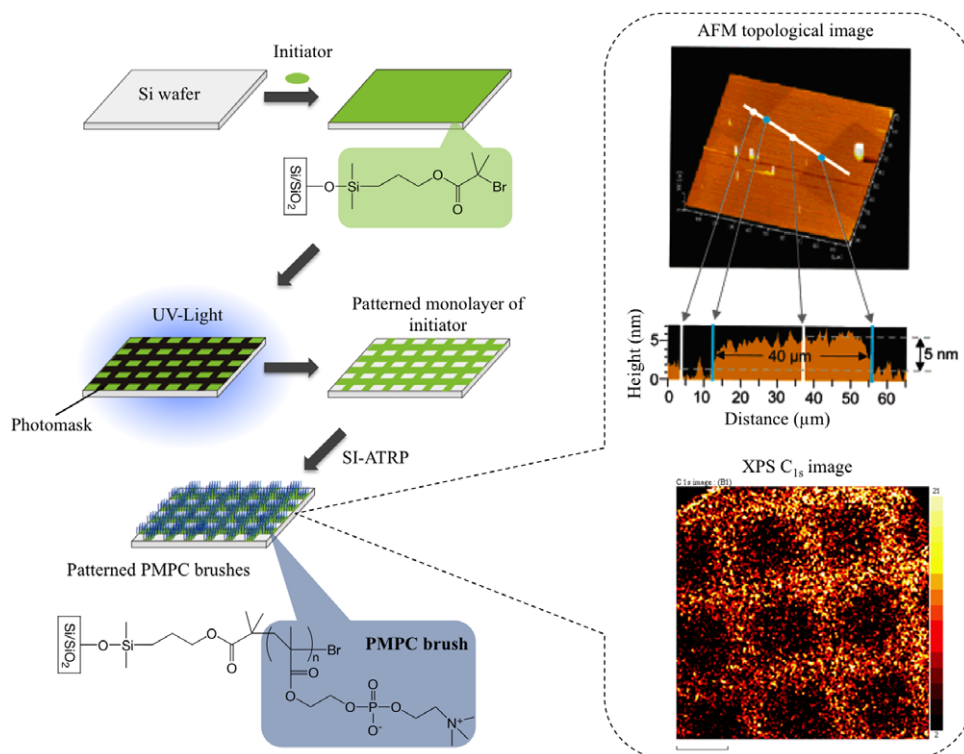 Initiator
Si wafer
Si/SiO2
O
Si
O
O
Br
UV-Light
Patterned monolayer of
initiator
Photomask
SI-ATRP
Patterned PMPC brushes
Si/SiO2
O
Si
O
O
n
Br
PMPC brush
O
O
O
P
O
O-
O
N+
AFM topological image
Height (nm)
5
0
40 µm
5 nm
0 10 20 30 40 50 60
Distance (µm)
XPS C1s image
C1s image : (B1)
25
2